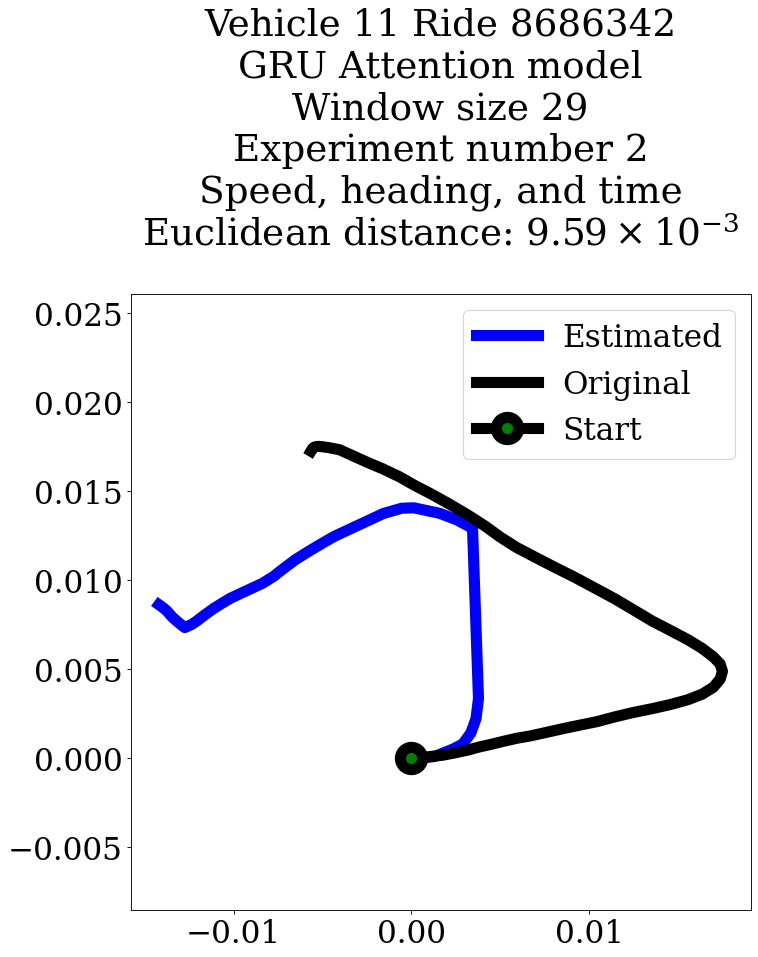 Vehicle 11 Ride 8686342
GRU Attention model
Window size 29
Experiment number 2
Speed, heading, and time
Euclidean distance: 9.59 × 10⁻³
0.025
0.020
0.015
0.010
0.005
0.000
−0.005
Estimated
Original
Start
−0.01
0.00
0.01